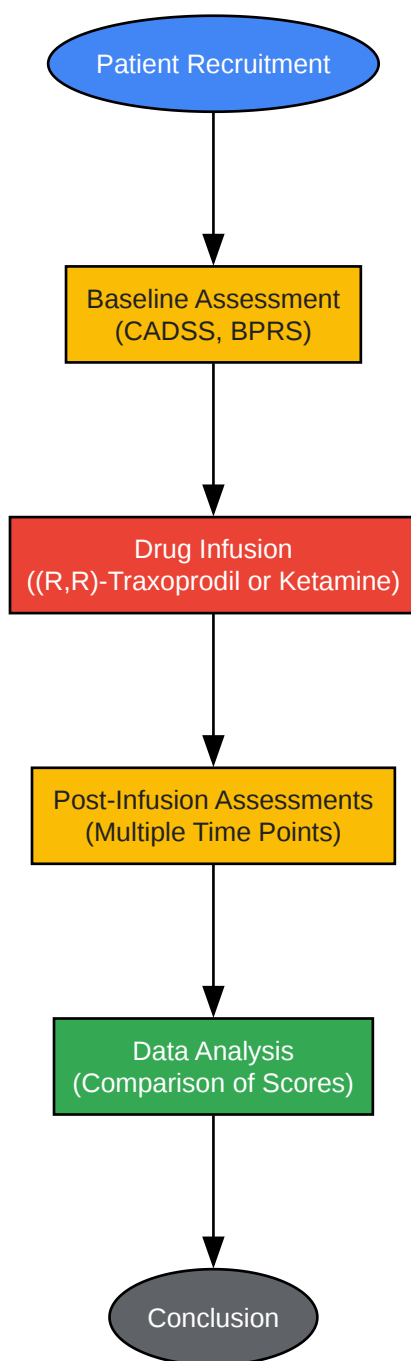 Patient Recruitment
Baseline Assessment
(CADSS, BPRS)
Drug Infusion
((R,R)-Traxoprodil or Ketamine)
Post-Infusion Assessments
(Multiple Time Points)
Data Analysis
(Comparison of Scores)
Conclusion